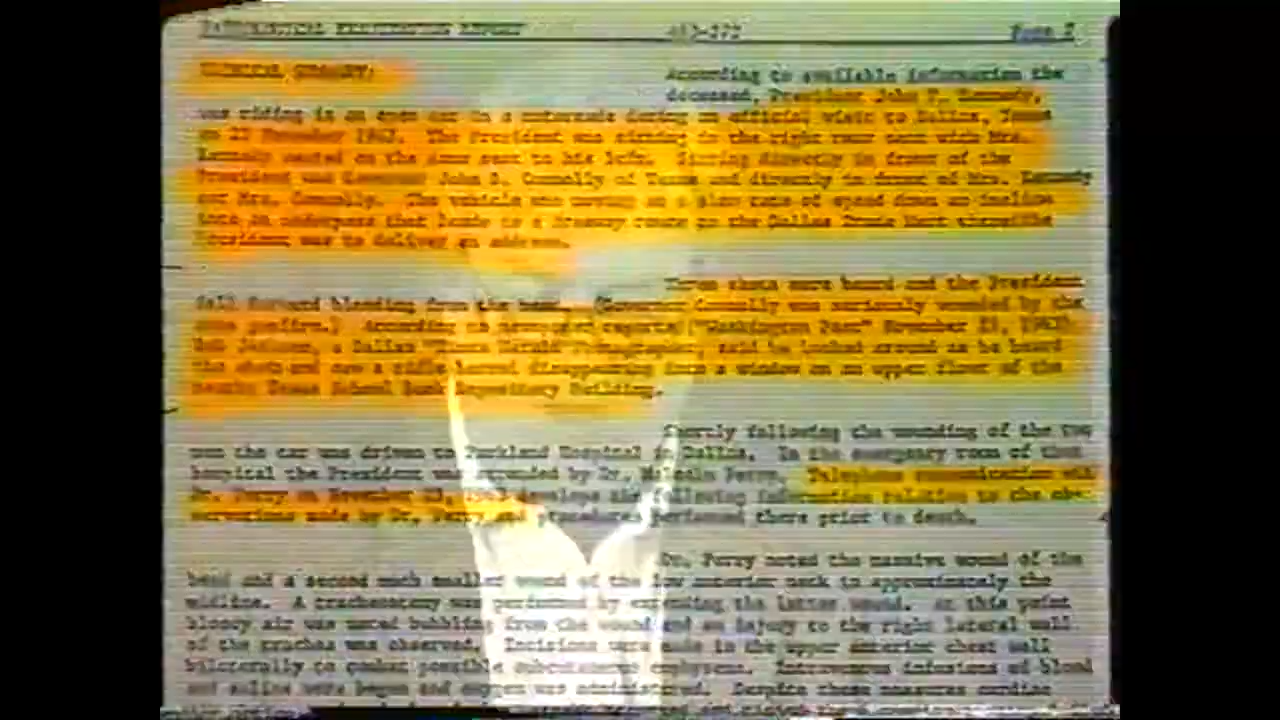 PATHOLOGICAL EXAMINATION REPORT A63-272 Page 2
CLINICAL SUMMARY:
According to available information the
deceased, President John F. Kennedy,
was riding in an open car in a motorcade during an official visit to Dallas, Texas
on 22 November 1963. The President was sitting in the right rear seat with Mrs.
Kennedy seated on the same seat to his left. Sitting directly in front of the
President was Governor John B. Connolly of Texas and directly in front of Mrs. Kennedy
sat Mrs. Connolly. The vehicle was moving at a slow rate of speed down an incline
into an underpass that leads to a freeway route to the Dallas Trade Mart where the
President was to deliver an address.
Three shots were heard and the President
fell forward bleeding from the head. (Governor Connolly was seriously wounded by the
same gunfire.) According to newspaper reports ("Washington Post" November 23, 1963)
Bob Jackson, a Dallas "Times Herald" Photographer, said he looked around as he heard
the shots and saw a rifle barrel disappearing into a window on an upper floor of the
nearby Texas School Book Depository Building.
Shortly following the wounding of the two
men the car was driven to Parkland Hospital in Dallas. In the emergency room of that
hospital the President was attended by Dr. Malcolm Perry. Telephone communication with
Dr. Perry on November 23, 1963 develops the following information relative to the ob-
servations made by Dr. Perry and procedures performed there prior to death.
Dr. Perry noted the massive wound of the
head and a second much smaller wound of the low anterior neck in approximately the
midline. A tracheotomy was performed by extending the latter wound. At this point
bloody air was noted bubbling from the wound and an injury to the right lateral wall
of the trachea was observed. Incisions were made in the upper anterior chest wall
bilaterally to combat possible subcutaneous emphysema. Intravenous infusions of blood
and saline were begun and oxygen was administered. Despite these measures cardiac